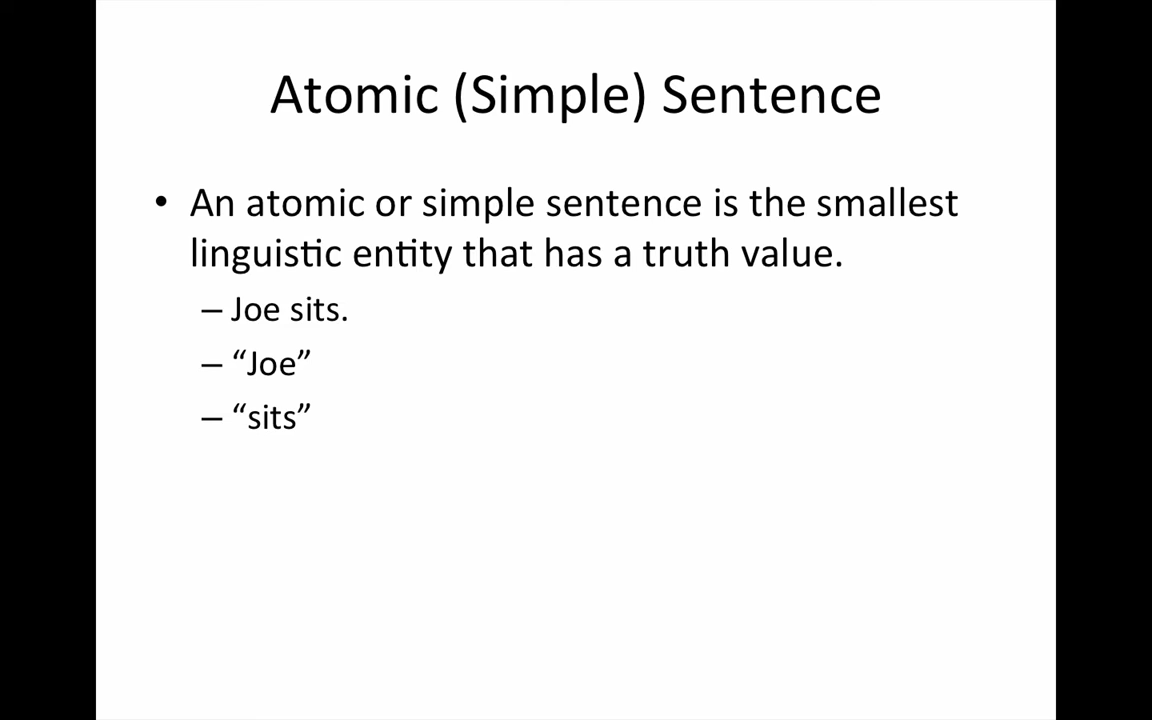 Atomic (Simple) Sentence
• An atomic or simple sentence is the smallest
linguistic entity that has a truth value.
– Joe sits.
– “Joe”
– “sits”